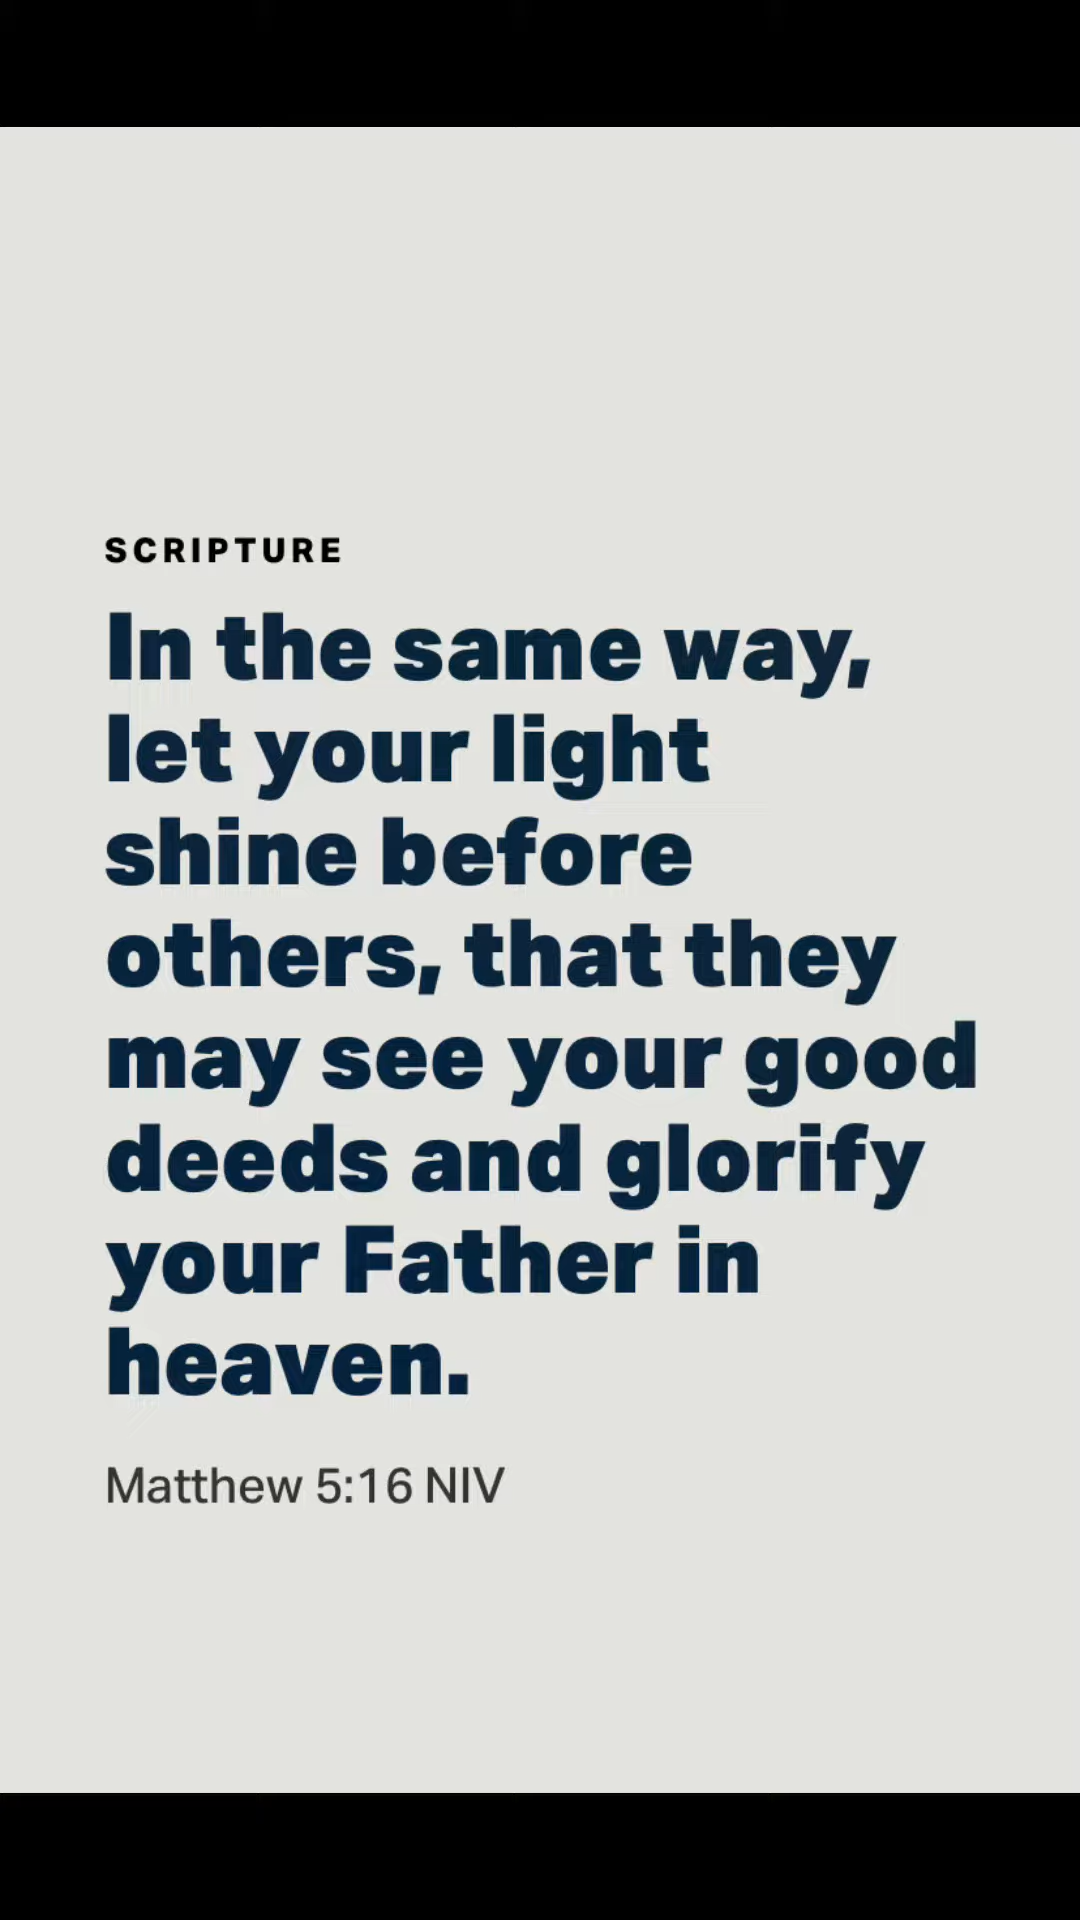 SCRIPTURE
In the same way,
let your light
shine before
others, that they
may see your good
deeds and glorify
your Father in
heaven.
Matthew 5:16 NIV